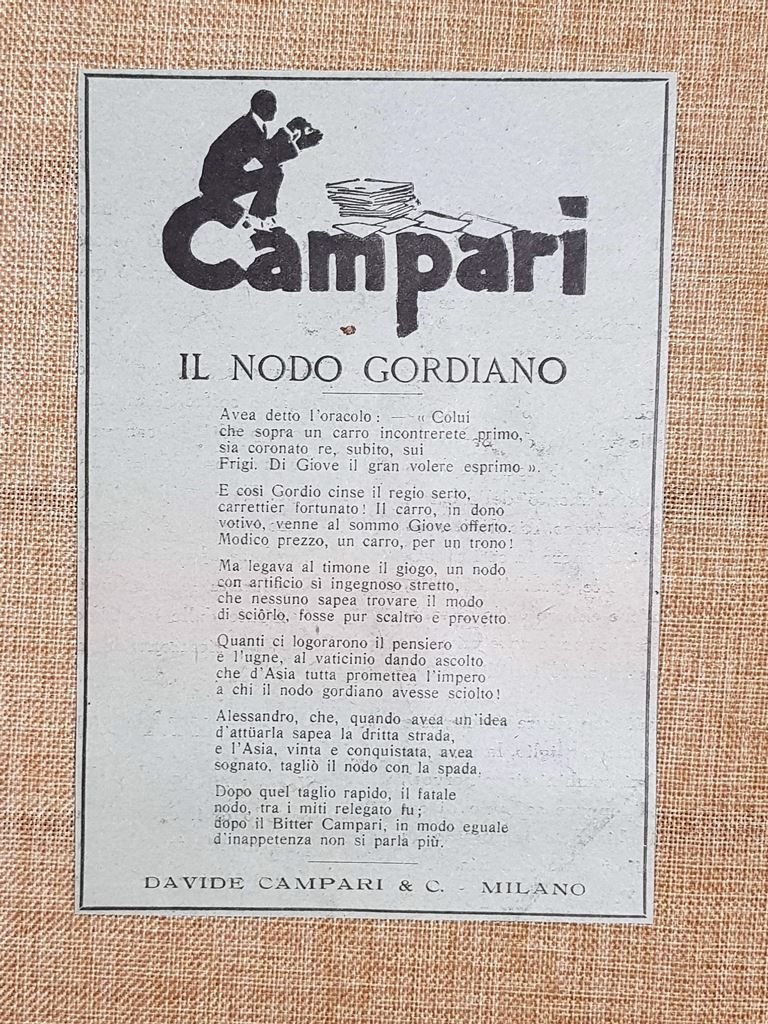 Campari
IL NODO GORDIANO
Avea detto l'oracolo: — « Colui
che sopra un carro incontrerete primo,
sia coronato re, subito, sui
Frigi. Di Giove il gran volere esprimo ».
E così Gordio cinse il regio serto,
carrettier fortunato! Il carro, in dono
votivo, venne al sommo Giove offerto.
Modico prezzo, un carro, per un trono!
Ma legava al timone il giogo, un nodo
con artificio sì ingegnoso stretto,
che nessuno sapea trovare il modo
di sciôrlo, fosse pur scaltro e provetto.
Quanti ci logorarono il pensiero
e l'ugne, al vaticinio dando ascolto
che d'Asia tutta promettea l'impero
a chi il nodo gordiano avesse sciolto!
Alessandro, che, quando avea un'idea
d'attüarla sapea la dritta strada,
e l'Asia, vinta e conquistata, avea
sognato, tagliò il nodo con la spada.
Dopo quel taglio rapido, il fatale
nodo, tra i miti relegato fu;
dopo il Bitter Campari, in modo eguale
d'inappetenza non si parla più.
DAVIDE CAMPARI & C. - MILANO